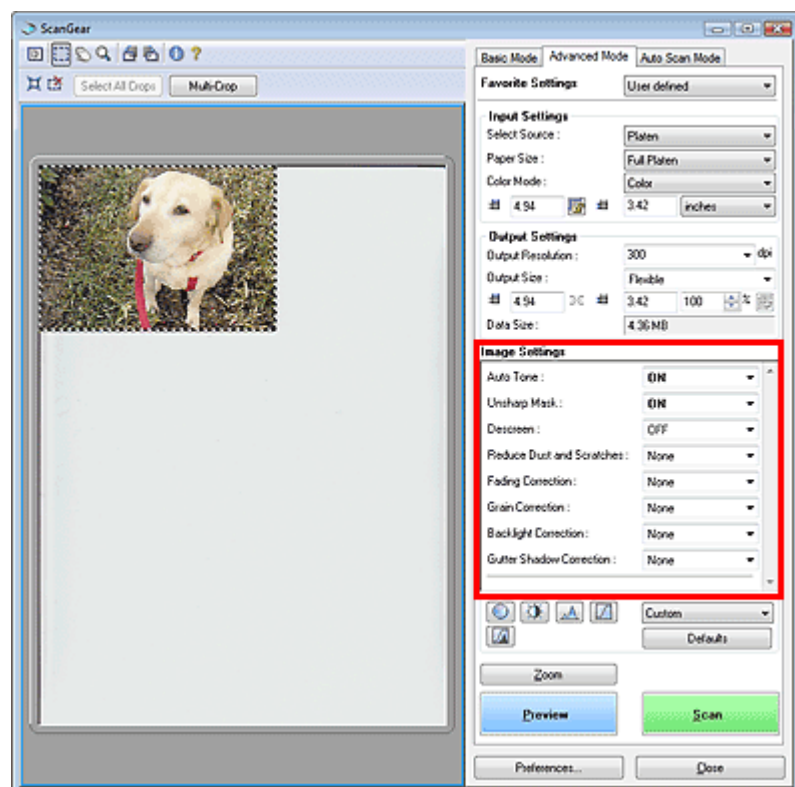 ScanGear
Select All Crops Multi-Crop
Basic Mode Advanced Mode Auto Scan Mode
Favorite Settings User defined
Input Settings
Select Source : Platen
Paper Size : Full Platen
Color Mode : Color
4.94 3.42 inches
Output Settings
Output Resolution : 300 dpi
Output Size : Flexible
4.94 3.42 100 %
Data Size : 4.36 MB
Image Settings
Auto Tone : ON
Unsharp Mask : ON
Descreen : OFF
Reduce Dust and Scratches : None
Fading Correction : None
Grain Correction : None
Backlight Correction : None
Gutter Shadow Correction : None
Custom
Defaults
Zoom
Preview Scan
Preferences... Close